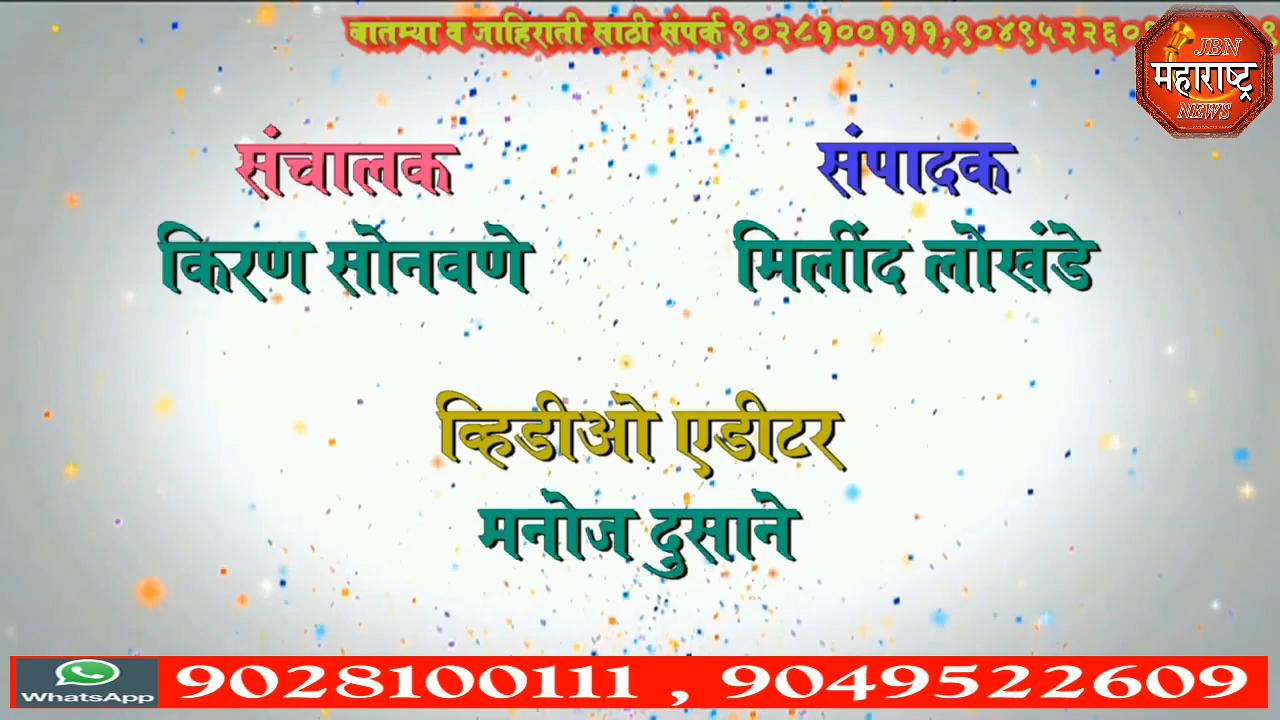 बातम्या व जाहिराती साठी संपर्क ९०२८१००१११,९०४९५२२६०
JBN
महाराष्ट्र
NEWS
संचालक
संपादक
किरण सोनवणे
मिलींद लोखंडे
व्हिडीओ एडीटर
मनोज दुसाने
WhatsApp
9028100111 , 9049522609